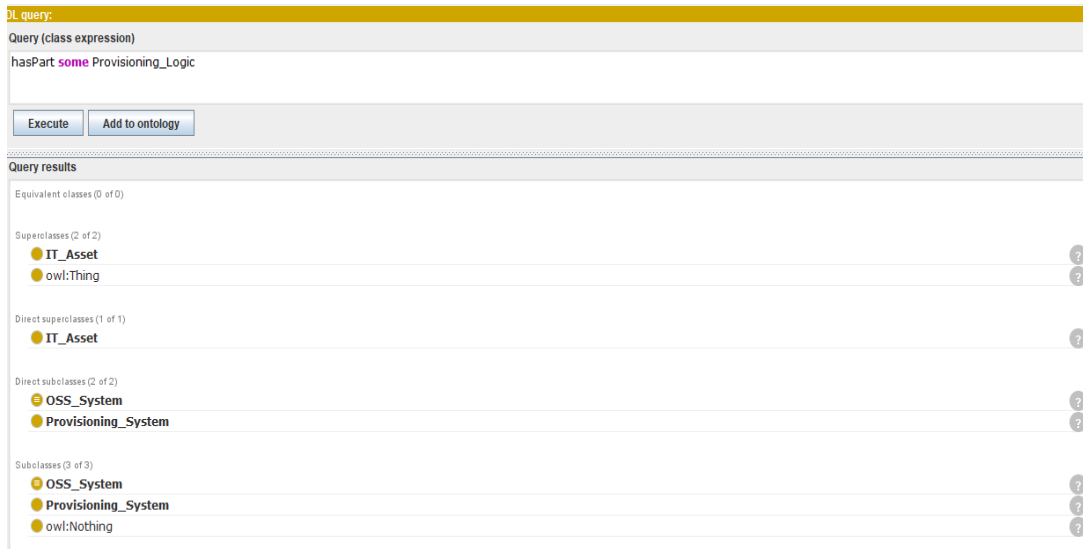 DL query:
Query (class expression)
hasPart some Provisioning_Logic
Execute Add to ontology
Query results
Equivalent classes (0 of 0)
Superclasses (2 of 2)
IT_Asset ?
owl:Thing ?
Direct superclasses (1 of 1)
IT_Asset ?
Direct subclasses (2 of 2)
OSS_System ?
Provisioning_System ?
Subclasses (3 of 3)
OSS_System ?
Provisioning_System ?
owl:Nothing ?